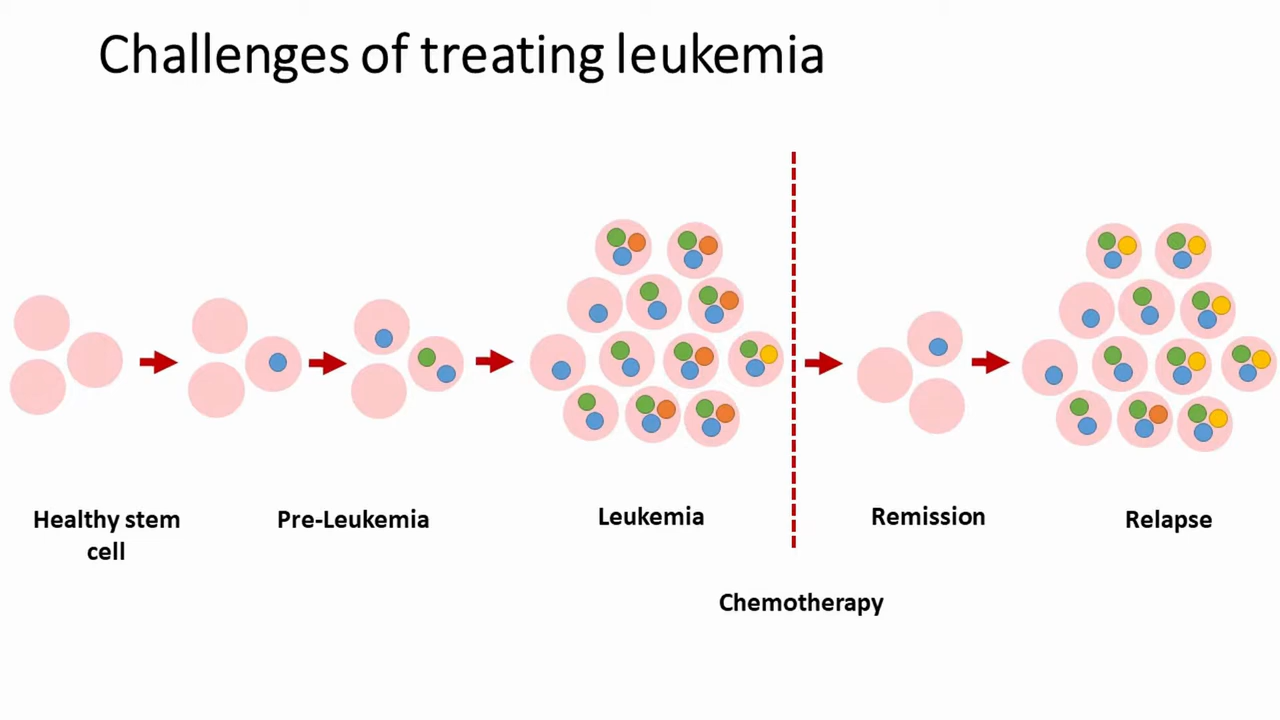 Challenges of treating leukemia
Healthy stem
cell
Pre-Leukemia
Leukemia
Remission
Relapse
Chemotherapy